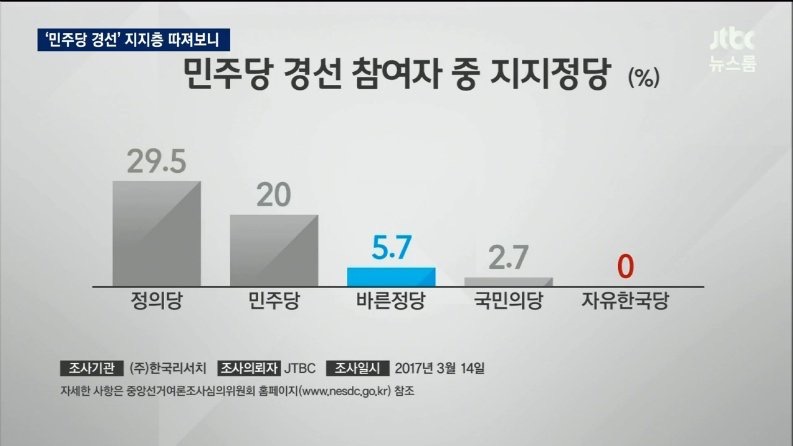 ‘민주당 경선’ 지지층 따져보니
jtbc
뉴스룸
민주당 경선 참여자 중 지지정당 (%)
29.5
20
5.7
2.7
0
정의당 민주당 바른정당 국민의당 자유한국당
조사기관 (주)한국리서치 조사의뢰자 JTBC 조사일시 2017년 3월 14일
자세한 사항은 중앙선거여론조사심의위원회 홈페이지(www.nesdc.go.kr) 참조